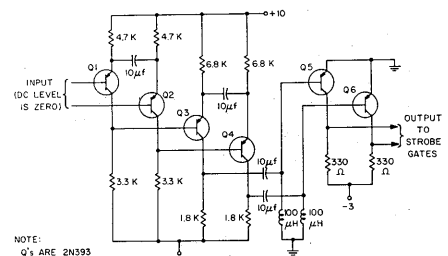 +10
4.7 K
4.7 K
6.8 K
6.8 K
Q1
Q5
10μf
10μf
Q6
INPUT
(DC LEVEL
IS ZERO)
Q2
Q3
Q4
OUTPUT
TO
STROBE
GATES
10μf
330
Ω
330
Ω
3.3 K
3.3 K
-3
10μf
1.8 K
1.8 K
100
μH
100
μH
NOTE:
Q's ARE 2N393